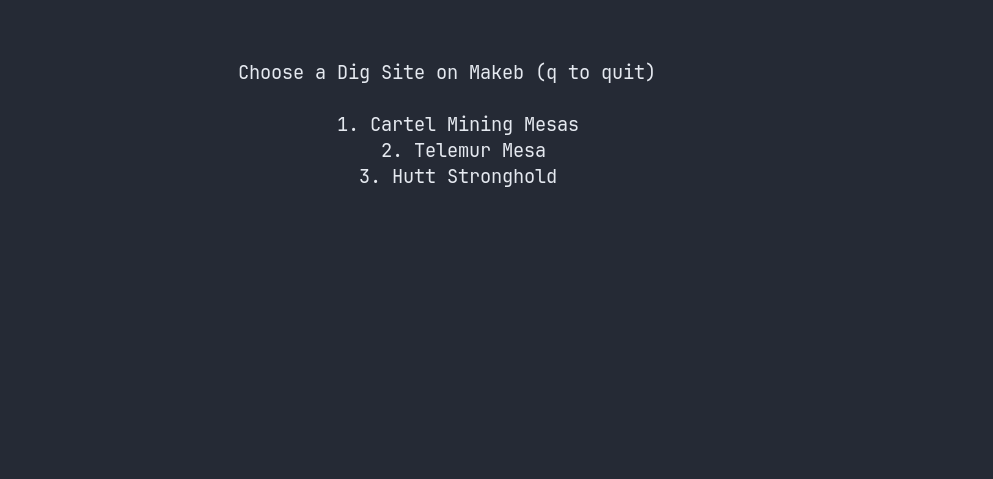 Choose a Dig Site on Makeb (q to quit)
1. Cartel Mining Mesas
2. Telemur Mesa
3. Hutt Stronghold